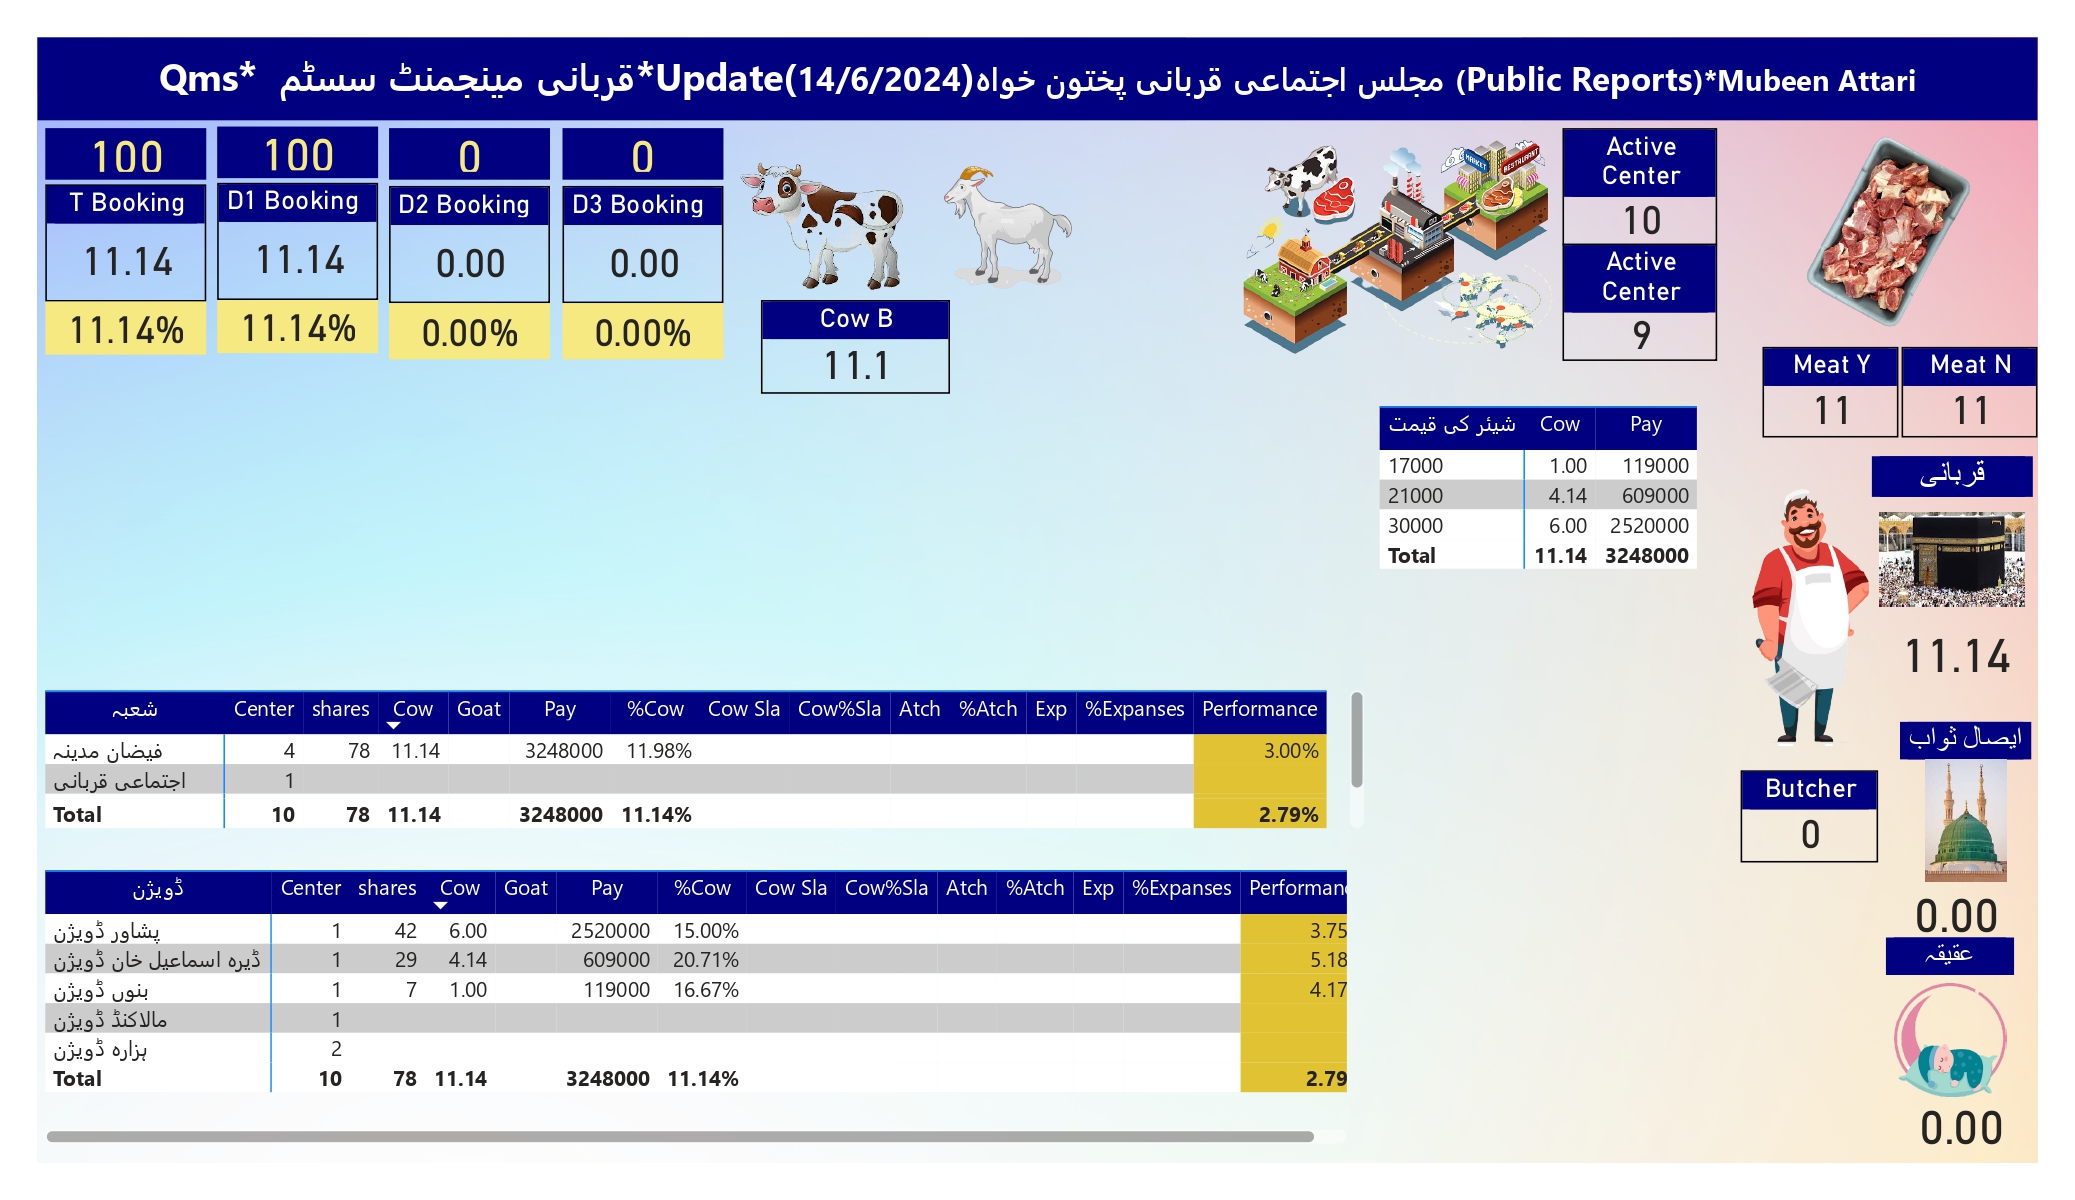 Qms* قربانی مینجمنٹ سسٹم*Update(14/6/2024)مجلس اجتماعی قربانی پختون خواہ (Public Reports)*Mubeen Attari
100 100 0 0
T Booking D1 Booking D2 Booking D3 Booking
11.14 11.14 0.00 0.00
11.14% 11.14% 0.00% 0.00%
Cow B
11.1
MARKET RESTAURANT
Active
Center
10
Active
Center
9
Meat Y Meat N
11 11
شیئر کی قیمت Cow Pay
17000 1.00 119000
21000 4.14 609000
30000 6.00 2520000
Total 11.14 3248000
قربانی
11.14
ایصال ثواب
0.00
عقیقہ
0.00
Butcher
0
شعبہ Center shares Cow Goat Pay %Cow Cow Sla Cow%Sla Atch %Atch Exp %Expanses Performance
فیضان مدینہ 4 78 11.14 3248000 11.98% 3.00%
اجتماعی قربانی 1
Total 10 78 11.14 3248000 11.14% 2.79%
ڈویژن Center shares Cow Goat Pay %Cow Cow Sla Cow%Sla Atch %Atch Exp %Expanses Performanc
پشاور ڈویژن 1 42 6.00 2520000 15.00% 3.75
ڈیرہ اسماعیل خان ڈویژن 1 29 4.14 609000 20.71% 5.18
بنوں ڈویژن 1 7 1.00 119000 16.67% 4.17
مالاکنڈ ڈویژن 1
ہزارہ ڈویژن 2
Total 10 78 11.14 3248000 11.14% 2.79